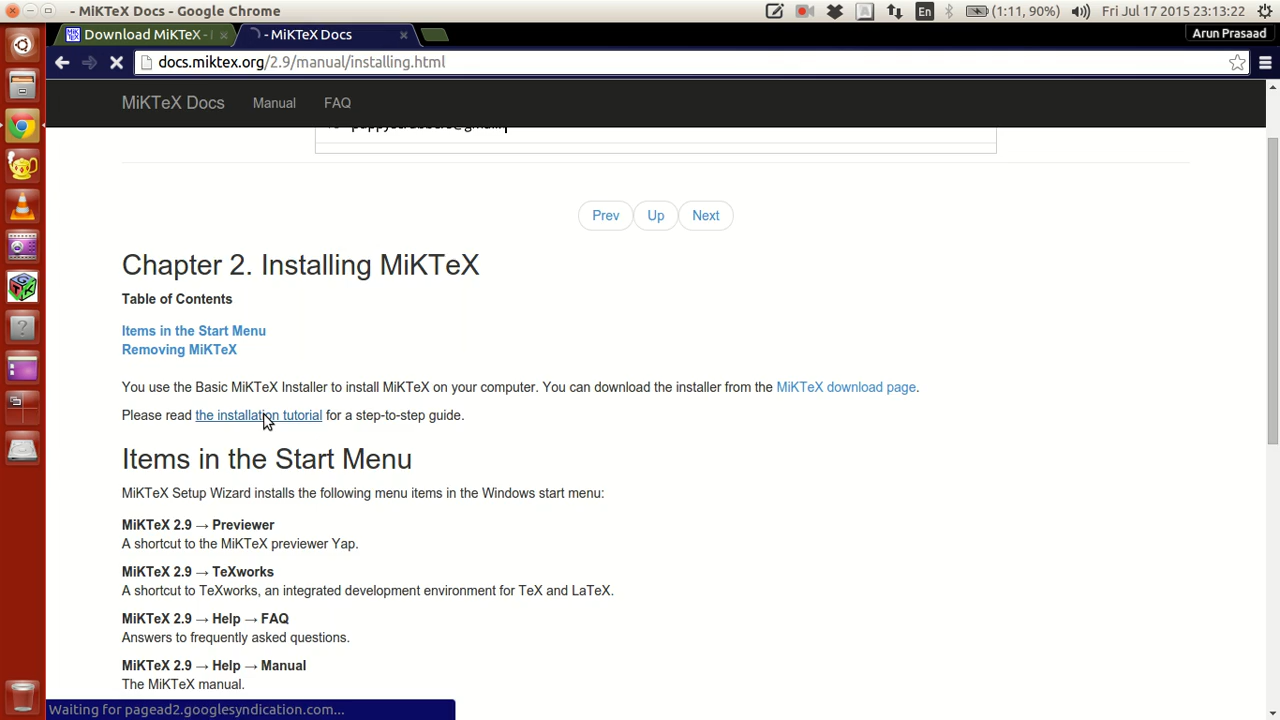 - MiKTeX Docs - Google Chrome
En
(1:11, 90%)
Fri Jul 17 2015 23:13:22
Download MiKTeX -
- MiKTeX Docs
Arun Prasaad
docs.miktex.org/2.9/manual/installing.html
MiKTeX Docs
Manual
FAQ
Prev
Up
Next
Chapter 2. Installing MiKTeX
Table of Contents
Items in the Start Menu
Removing MiKTeX
You use the Basic MiKTeX Installer to install MiKTeX on your computer. You can download the installer from the MiKTeX download page.
Please read the installation tutorial for a step-to-step guide.
Items in the Start Menu
MiKTeX Setup Wizard installs the following menu items in the Windows start menu:
MiKTeX 2.9 → Previewer
A shortcut to the MiKTeX previewer Yap.
MiKTeX 2.9 → TeXworks
A shortcut to TeXworks, an integrated development environment for TeX and LaTeX.
MiKTeX 2.9 → Help → FAQ
Answers to frequently asked questions.
MiKTeX 2.9 → Help → Manual
The MiKTeX manual.
Waiting for pagead2.googlesyndication.com...